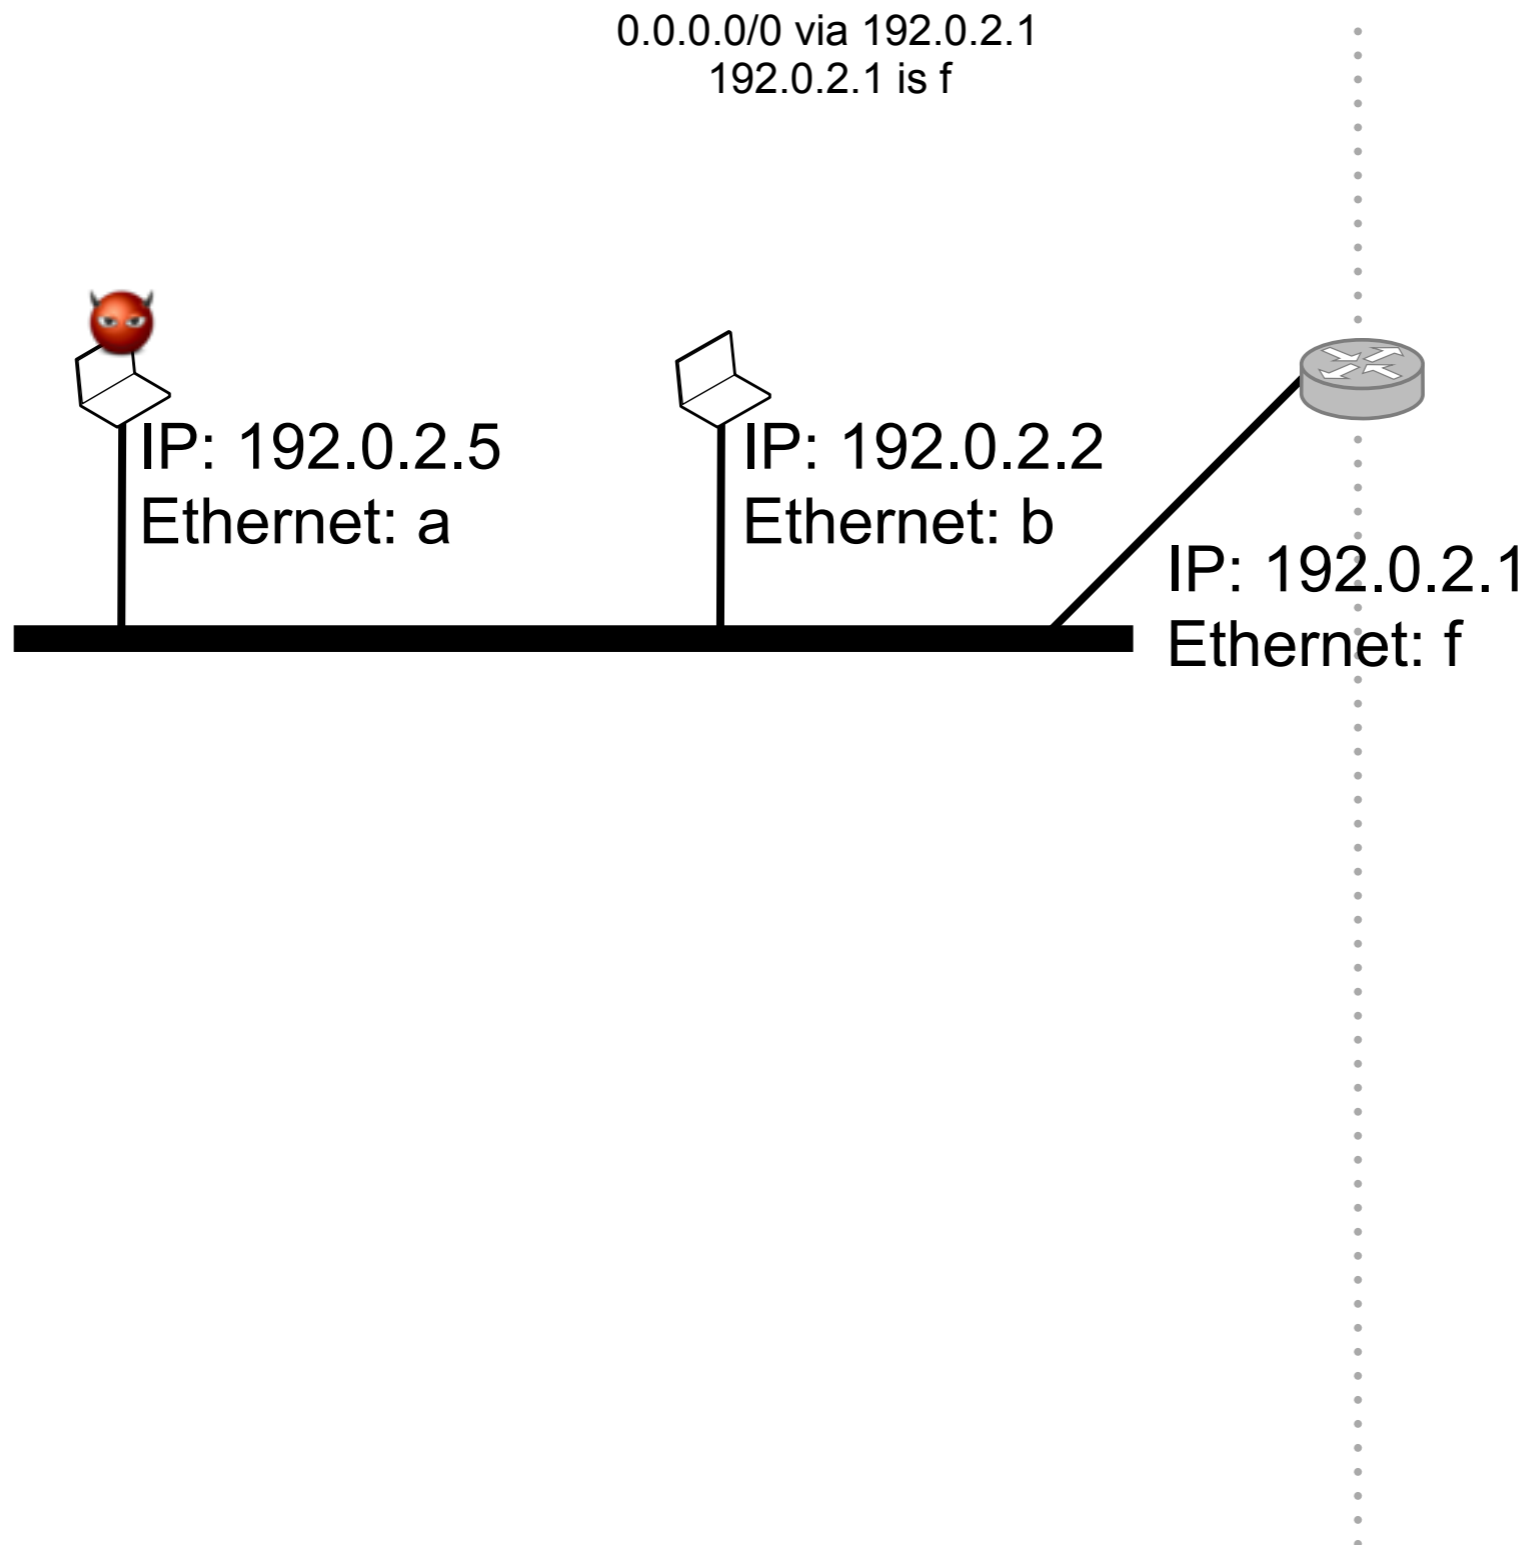 0.0.0.0/0 via 192.0.2.1
192.0.2.1 is f
IP: 192.0.2.5
Ethernet: a
IP: 192.0.2.2
Ethernet: b
IP: 192.0.2.1
Ethernet: f